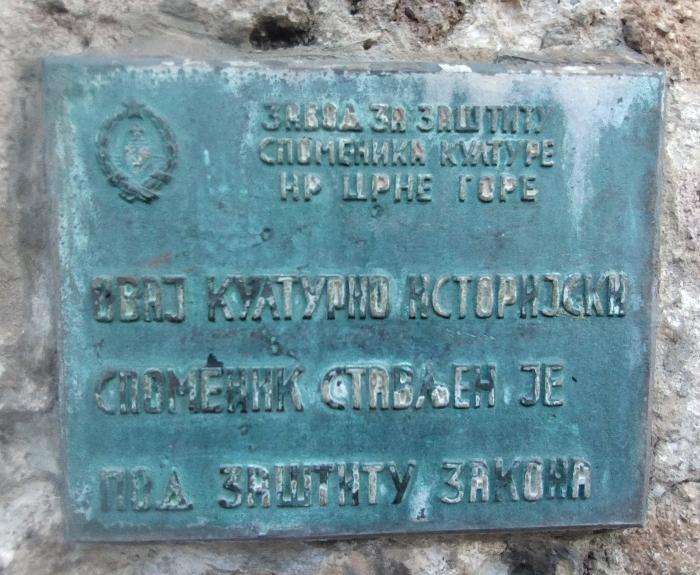 ЗАВОД ЗА ЗАШТИТУ
СПОМЕНИКА КУЛТУРЕ
НР ЦРНЕ ГОРЕ
ОВАЈ КУЛТУРНО ИСТОРИЈСКИ
СПОМЕНИК СТАВЉЕН ЈЕ
ПОД ЗАШТИТУ ЗАКОНА